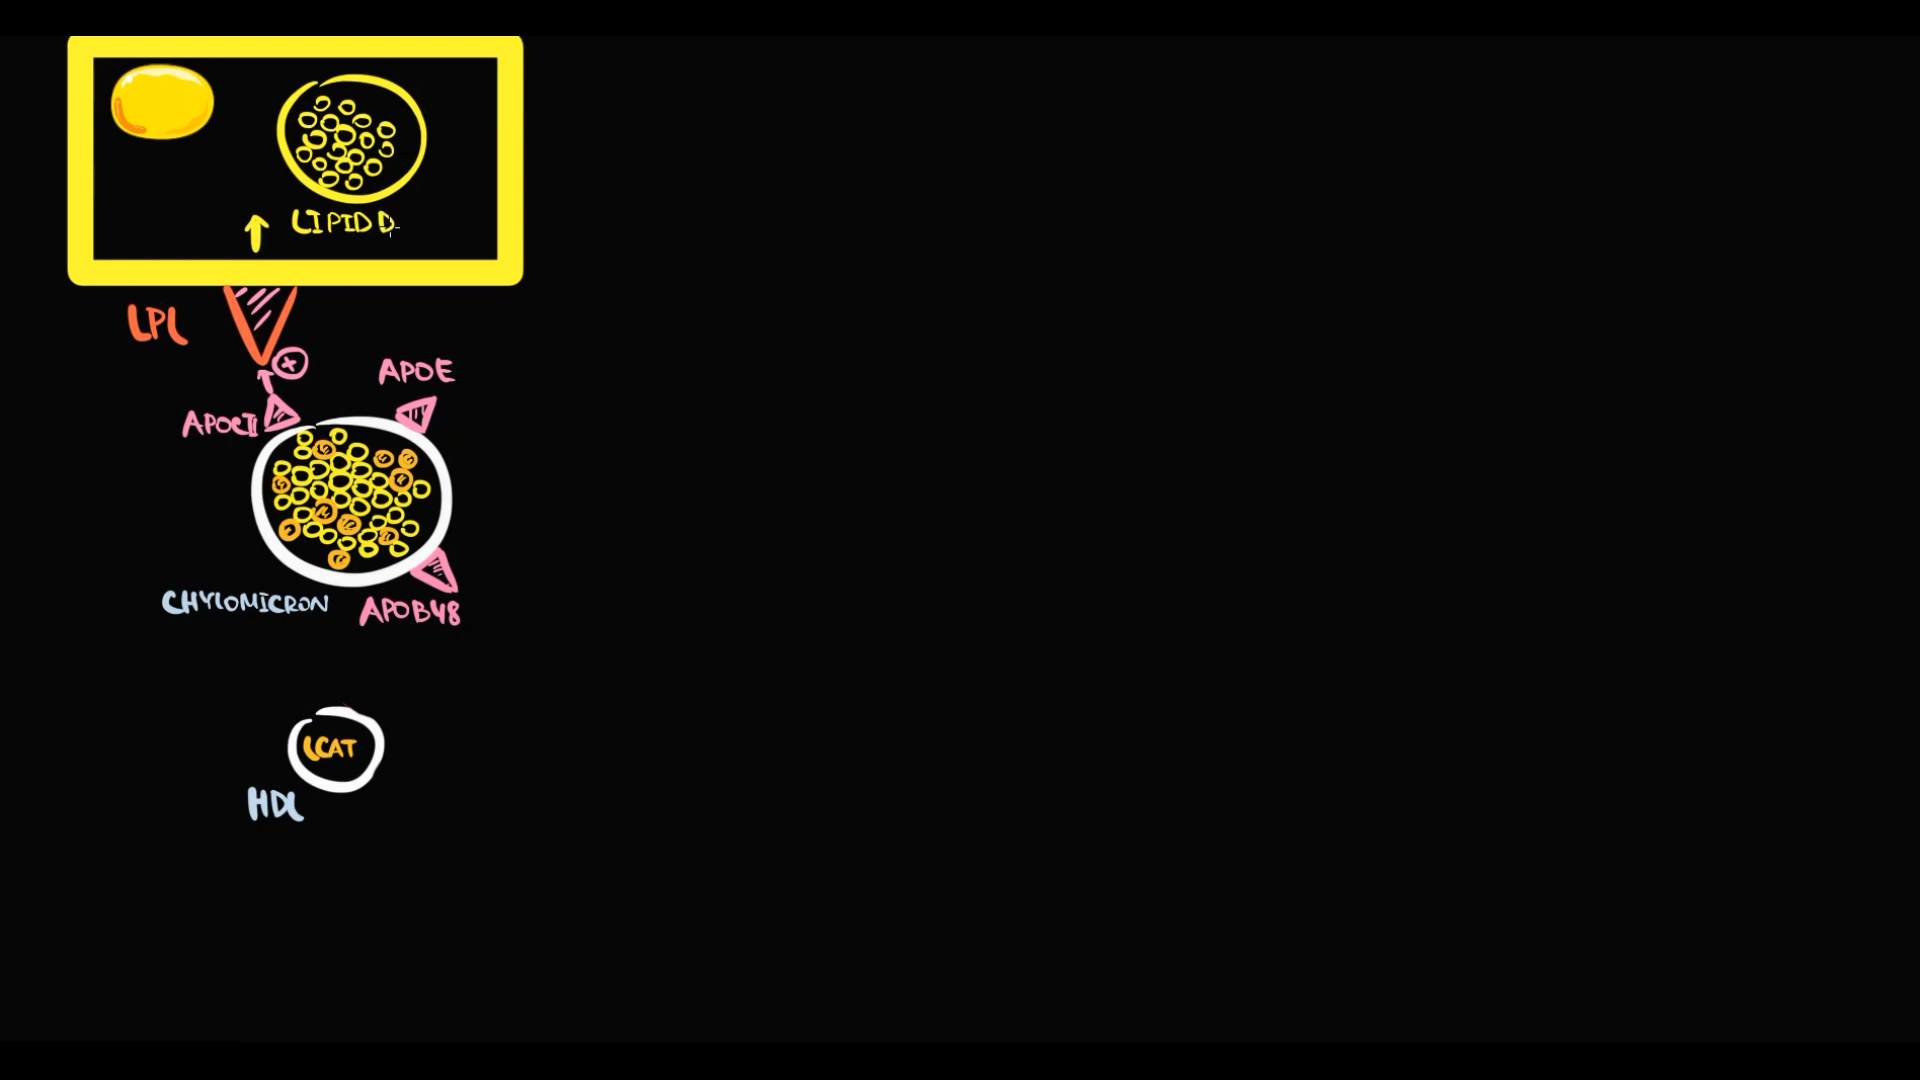 LIPID D
LPL
+
APOE
APOCII
CHYLOMICRON
APOB48
LCAT
HDL